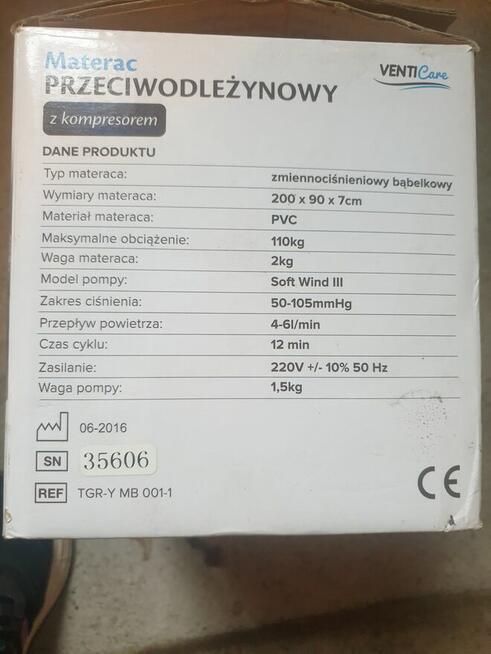 Materac
PRZECIWODLEŻYNOWY
z kompresorem
VENTICare
DANE PRODUKTU
Typ materaca: zmiennociśnieniowy bąbelkowy
Wymiary materaca: 200 x 90 x 7cm
Materiał materaca: PVC
Maksymalne obciążenie: 110kg
Waga materaca: 2kg
Model pompy: Soft Wind III
Zakres ciśnienia: 50-105mmHg
Przepływ powietrza: 4-6l/min
Czas cyklu: 12 min
Zasilanie: 220V +/- 10% 50 Hz
Waga pompy: 1,5kg
06-2016
SN 35606
REF TGR-Y MB 001-1
CE